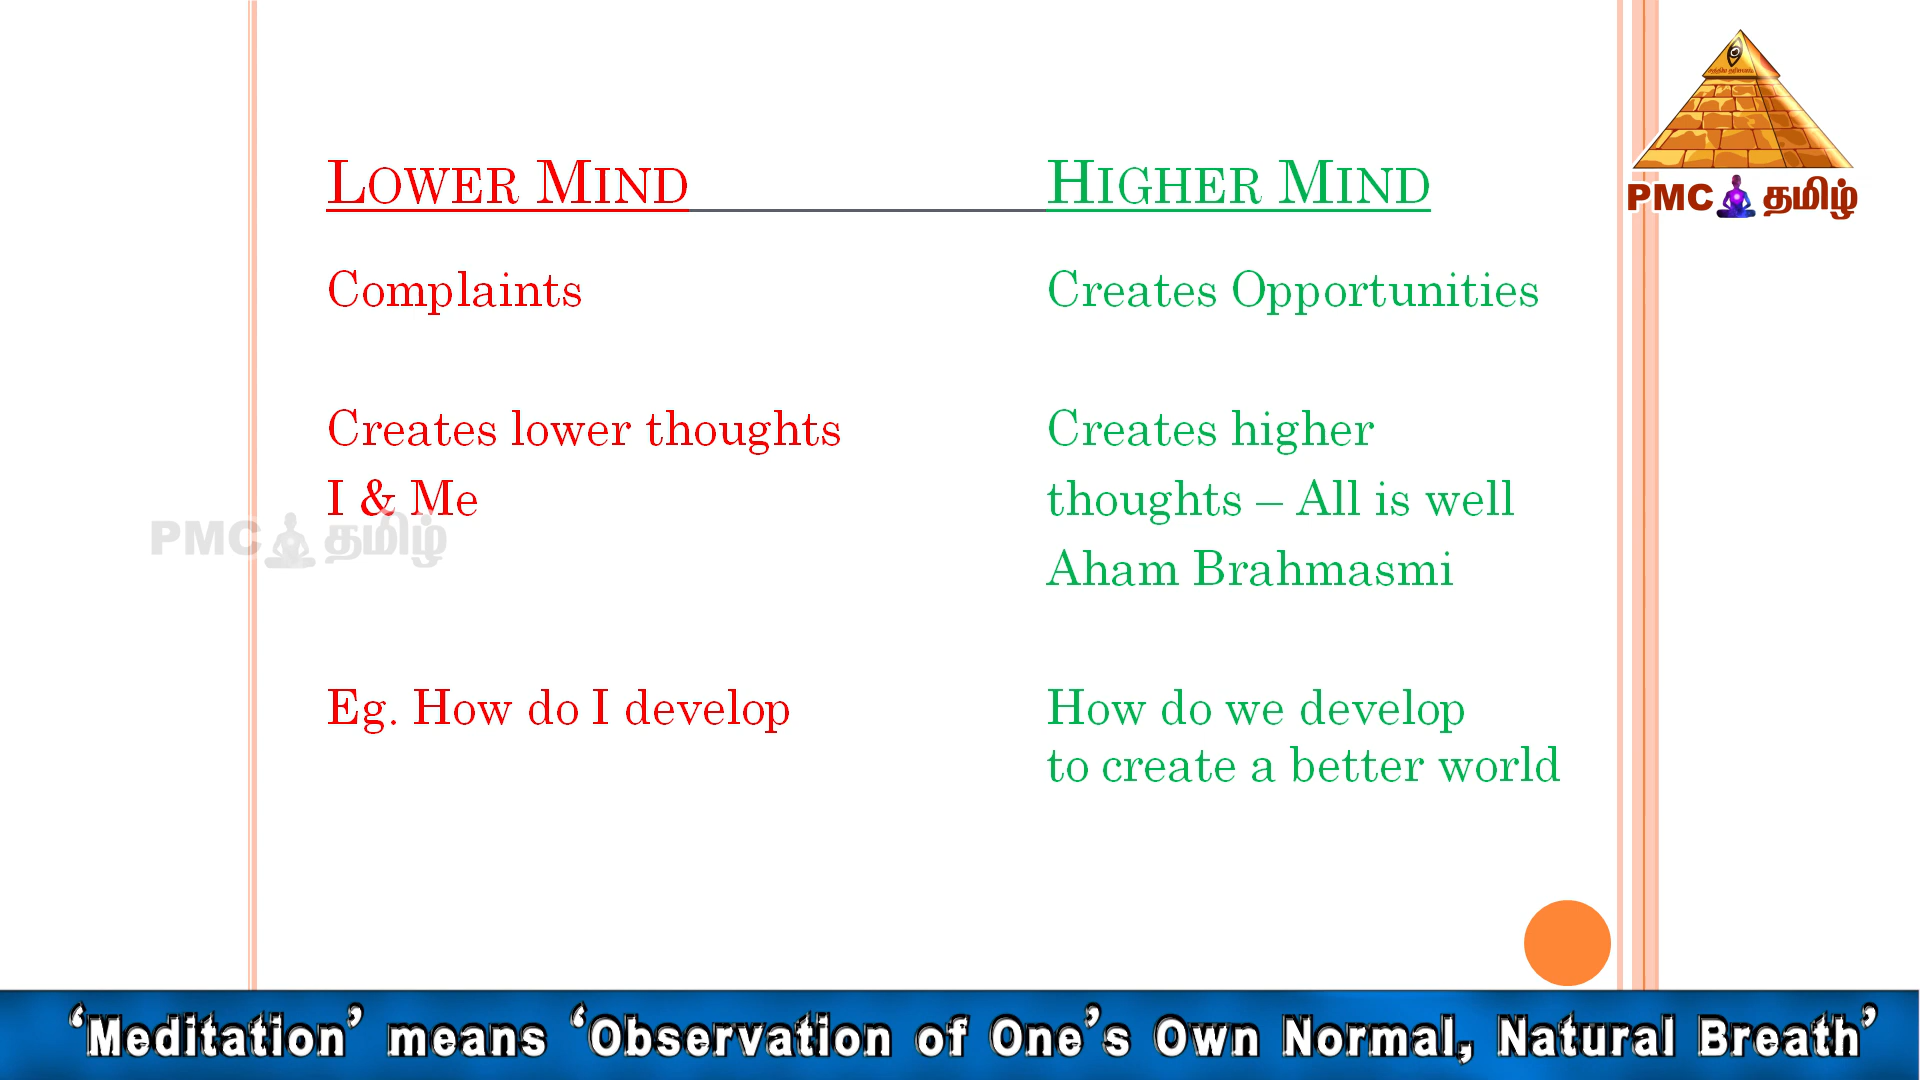 LOWER MIND HIGHER MIND
Complaints Creates Opportunities
Creates lower thoughts Creates higher
I & Me thoughts – All is well
Aham Brahmasmi
Eg. How do I develop How do we develop
to create a better world
PMC தமிழ்
PMC தமிழ்
‘Meditation’ means ‘Observation of One’s Own Normal, Natural Breath’